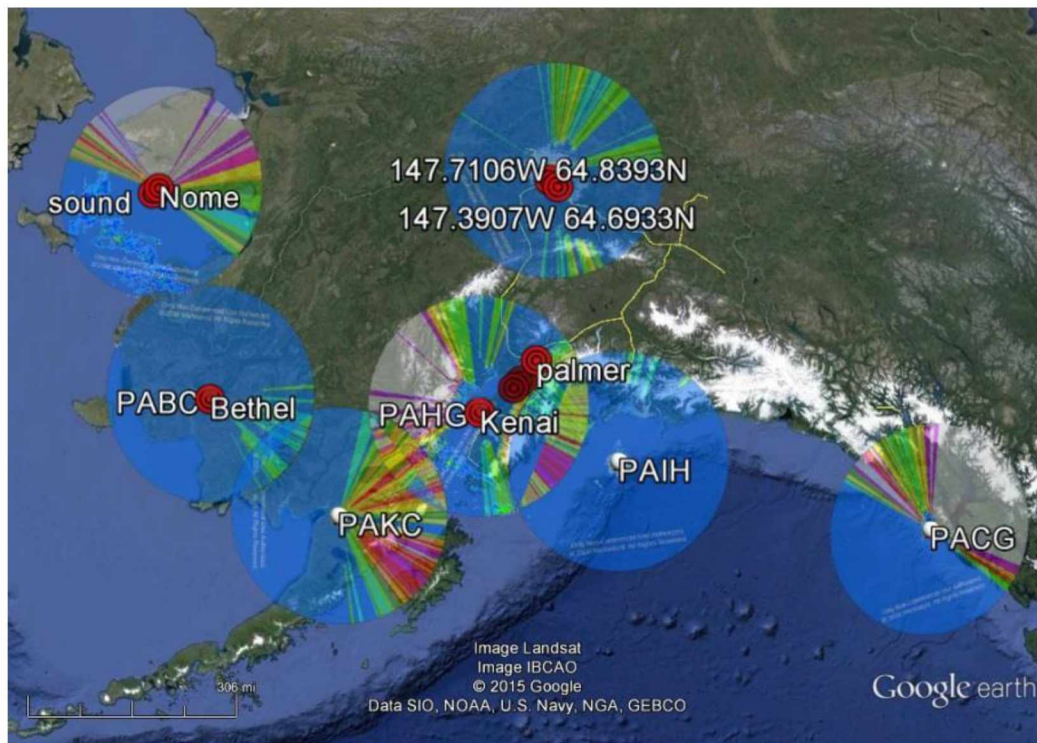 147.7106W 64.8393N
sound
Nome
147.3907W 64.6933N
palmer
PABC
Bethel
PAHG
Kenai
PAIH
PAKC
PACG
Image Landsat
Image IBCAO
© 2015 Google
Data SIO, NOAA, U.S. Navy, NGA, GEBCO
306 mi
Google earth